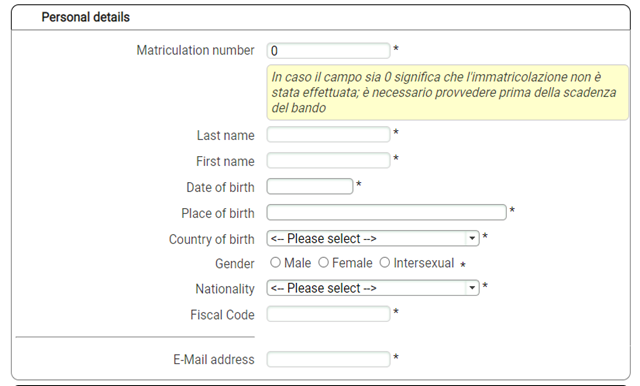 Personal details
Matriculation number 0 *
In caso il campo sia 0 significa che l'immatricolazione non è
stata effettuata; è necessario provvedere prima della scadenza
del bando
Last name *
First name *
Date of birth *
Place of birth *
Country of birth <-- Please select --> *
Gender Male Female Intersexual *
Nationality <-- Please select --> *
Fiscal Code *
E-Mail address *